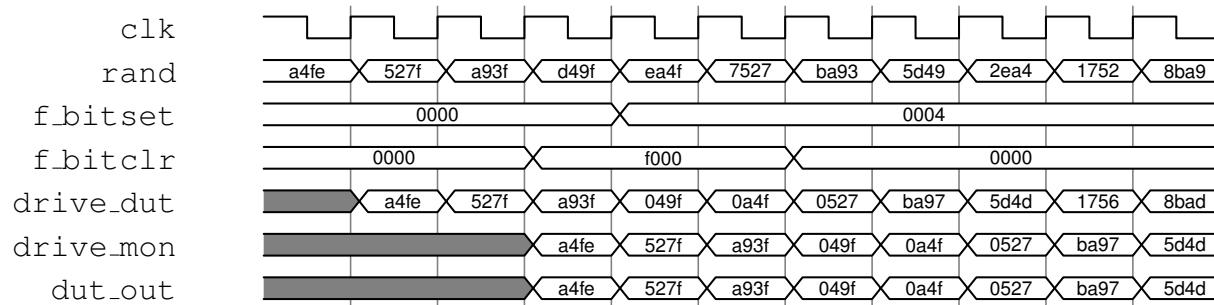 clk
rand a4fe 527f a93f d49f ea4f 7527 ba93 5d49 2ea4 1752 8ba9
f_bitset 0000 0004
f_bitclr 0000 f000 0000
drive_dut a4fe 527f a93f 049f 0a4f 0527 ba97 5d4d 1756 8bad
drive_mon a4fe 527f a93f 049f 0a4f 0527 ba97 5d4d
dut_out a4fe 527f a93f 049f 0a4f 0527 ba97 5d4d